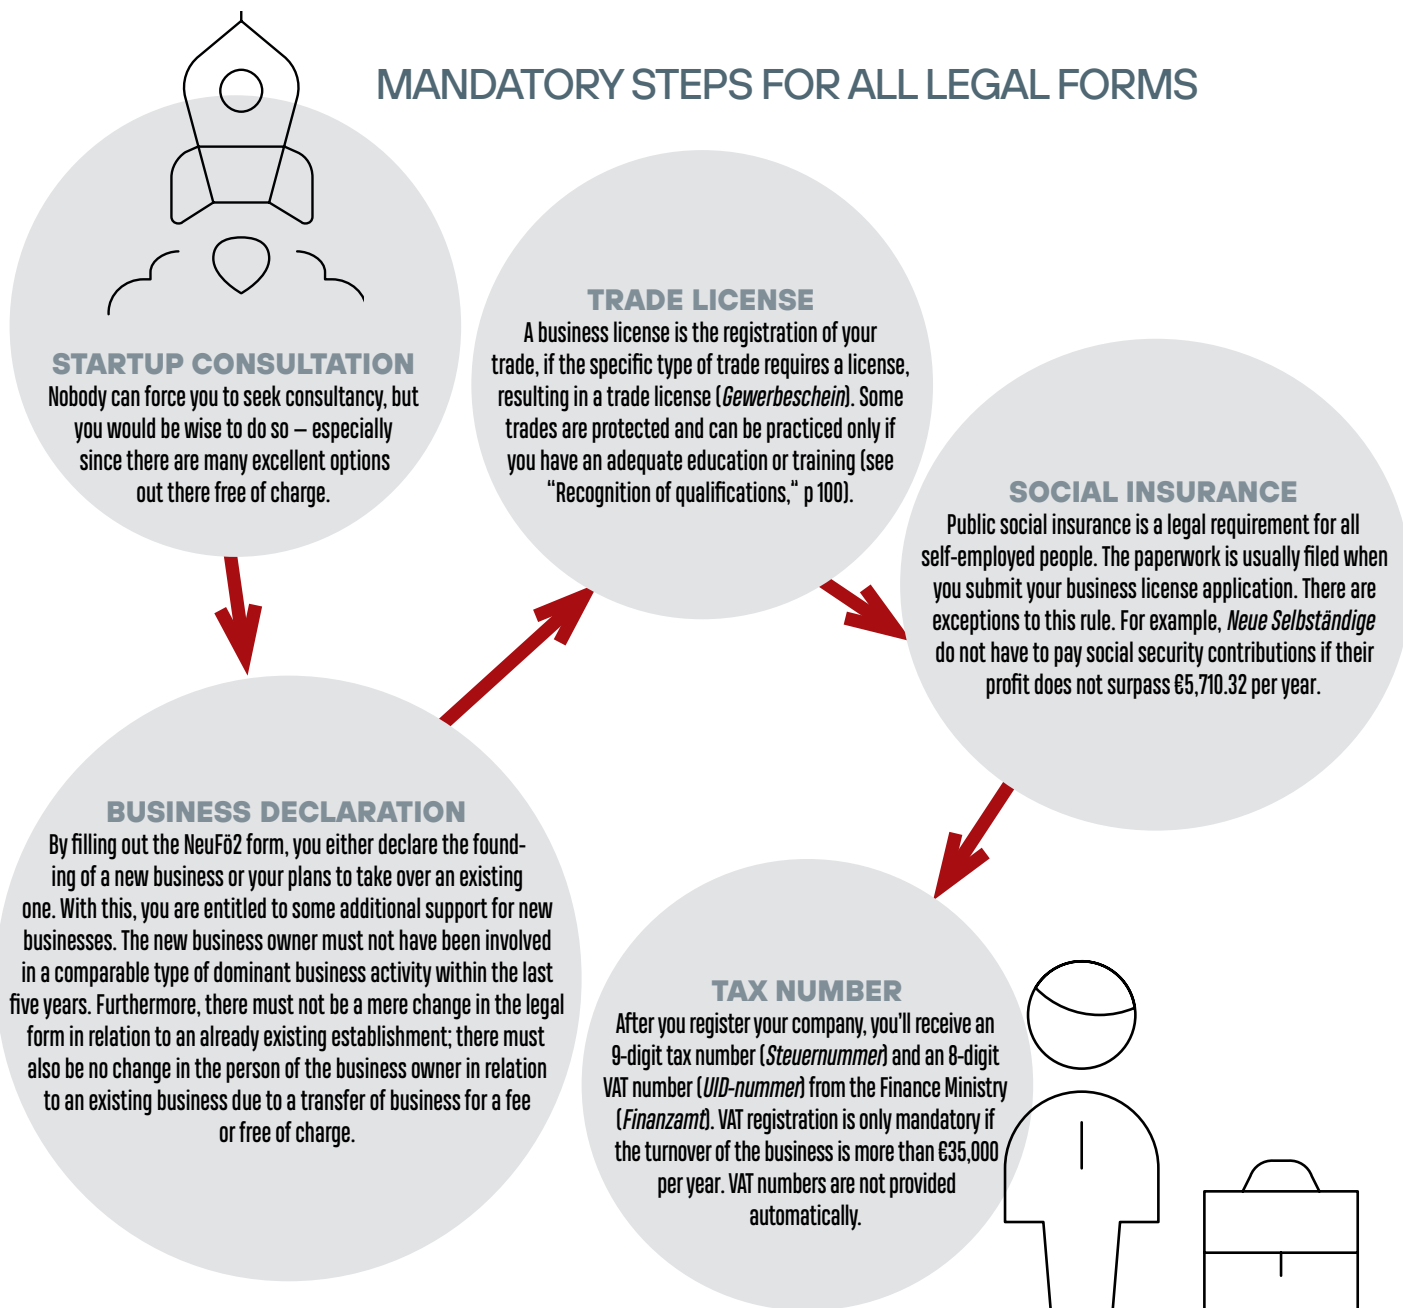 MANDATORY STEPS FOR ALL LEGAL FORMS
STARTUP CONSULTATION
Nobody can force you to seek consultancy, but
you would be wise to do so – especially
since there are many excellent options
out there free of charge.
BUSINESS DECLARATION
By filling out the NeuFö2 form, you either declare the found-
ing of a new business or your plans to take over an existing
one. With this, you are entitled to some additional support for new
businesses. The new business owner must not have been involved
in a comparable type of dominant business activity within the last
five years. Furthermore, there must not be a mere change in the legal
form in relation to an already existing establishment; there must
also be no change in the person of the business owner in relation
to an existing business due to a transfer of business for a fee
or free of charge.
TRADE LICENSE
A business license is the registration of your
trade, if the specific type of trade requires a license,
resulting in a trade license (Gewerbeschein). Some
trades are protected and can be practiced only if
you have an adequate education or training (see
“Recognition of qualifications,“ p 100).
SOCIAL INSURANCE
Public social insurance is a legal requirement for all
self-employed people. The paperwork is usually filed when
you submit your business license application. There are
exceptions to this rule. For example, Neue Selbständige
do not have to pay social security contributions if their
profit does not surpass €5,710.32 per year.
TAX NUMBER
After you register your company, you’ll receive an
9-digit tax number (Steuernummer) and an 8-digit
VAT number (UID-nummer) from the Finance Ministry
(Finanzamt). VAT registration is only mandatory if
the turnover of the business is more than €35,000
per year. VAT numbers are not provided
automatically.